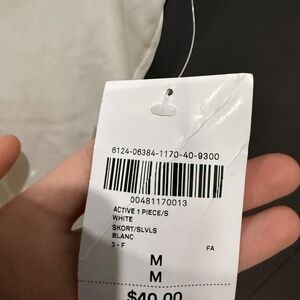 6124-06384-1170-40-9300
00481170013
ACTIVE 1 PIECE/S
WHITE
SKORT/SLVLS
BLANC
3 - F FA
M
M
$40.00